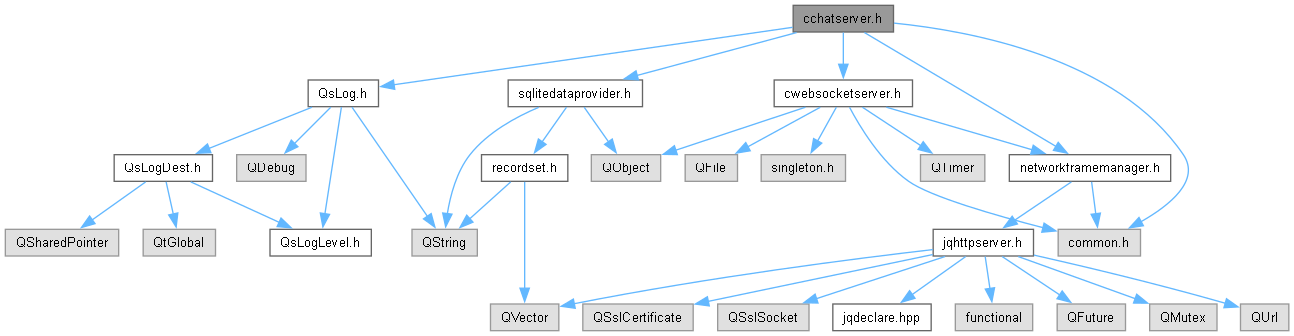 cchatserver.h
QsLog.h
sqlitedataprovider.h
cwebsocketserver.h
QsLogDest.h
QDebug
recordset.h
QObject
QFile
singleton.h
QTimer
networkframemanager.h
QSharedPointer
QtGlobal
QsLogLevel.h
QString
jqhttpserver.h
common.h
QVector
QSslCertificate
QSslSocket
jqdeclare.hpp
functional
QFuture
QMutex
QUrl